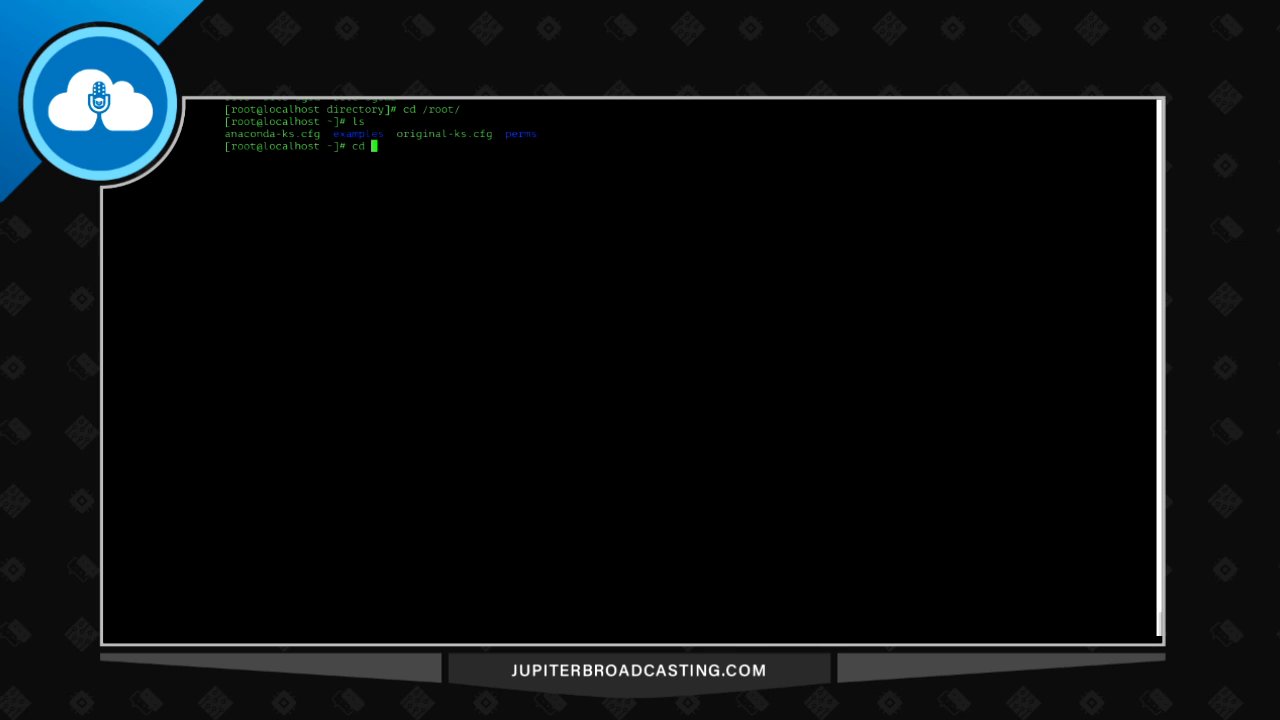 [root@localhost directory]# cd /root/
[root@localhost ~]# ls
anaconda-ks.cfg  examples  original-ks.cfg  perms
[root@localhost ~]# cd
JUPITERBROADCASTING.COM